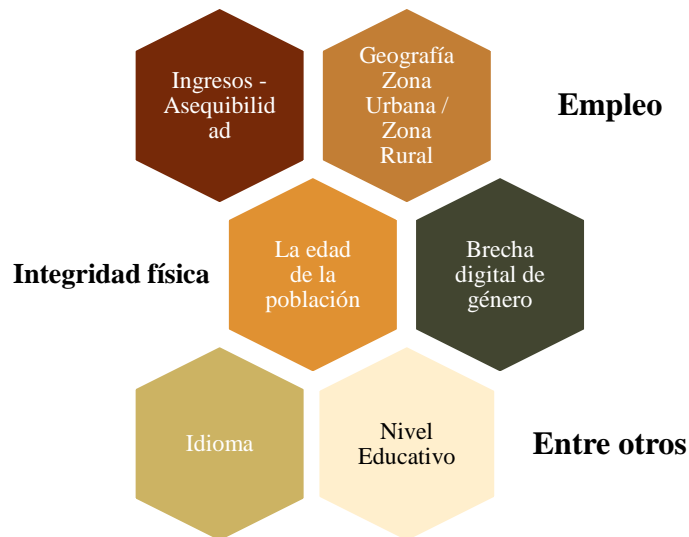 Ingresos -
Asequibilid
ad
Geografía
Zona
Urbana /
Zona
Rural
Empleo
Integridad física
La edad
de la
población
Brecha
digital de
género
Idioma
Nivel
Educativo
Entre otros